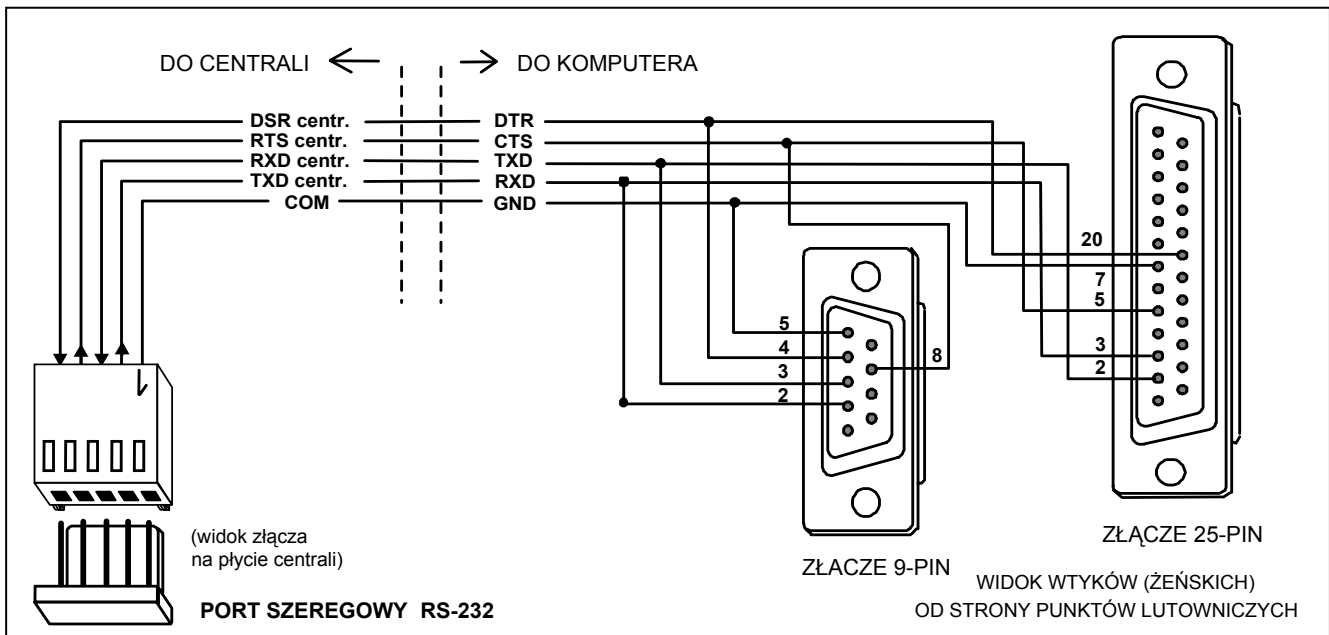 DO CENTRALI
DO KOMPUTERA
DSR centr.
DTR
RTS centr.
CTS
RXD centr.
TXD
TXD centr.
RXD
COM
GND
20
7
5
3
2
5
4
3
2
8
(widok złącza
na płycie centrali)
PORT SZEREGOWY RS-232
ZŁACZE 9-PIN
ZŁĄCZE 25-PIN
WIDOK WTYKÓW (ŻEŃSKICH)
OD STRONY PUNKTÓW LUTOWNICZYCH